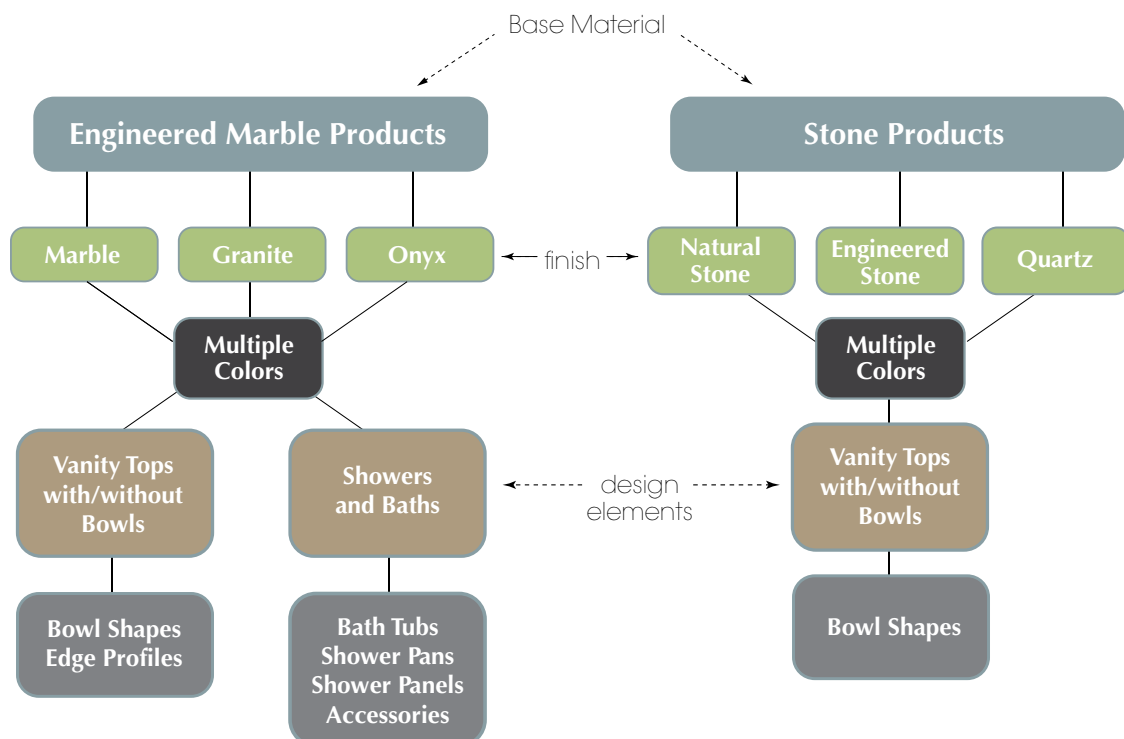 Base Material
Engineered Marble Products
Stone Products
Marble
Granite
Onyx
finish
Natural
Stone
Engineered
Stone
Quartz
Multiple
Colors
Multiple
Colors
Vanity Tops
with/without
Bowls
Showers
and Baths
design
elements
Vanity Tops
with/without
Bowls
Bowl Shapes
Edge Profiles
Bath Tubs
Shower Pans
Shower Panels
Accessories
Bowl Shapes